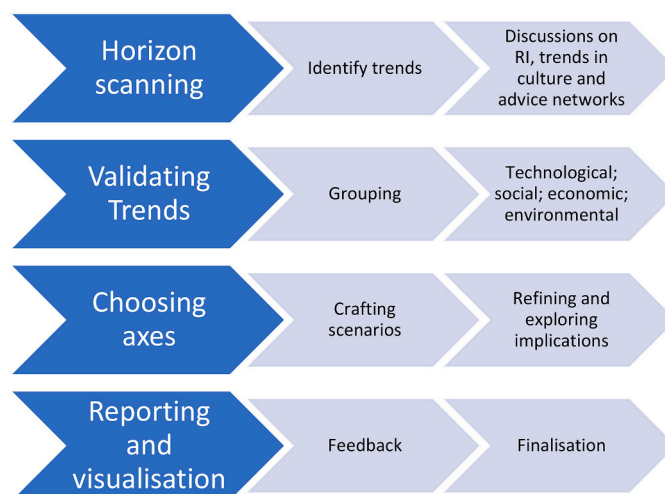 Horizon
scanning
Identify trends
Discussions on
RI, trends in
culture and
advice networks
Validating
Trends
Grouping
Technological;
social; economic;
environmental
Choosing
axes
Crafting
scenarios
Refining and
exploring
implications
Reporting
and
visualisation
Feedback
Finalisation